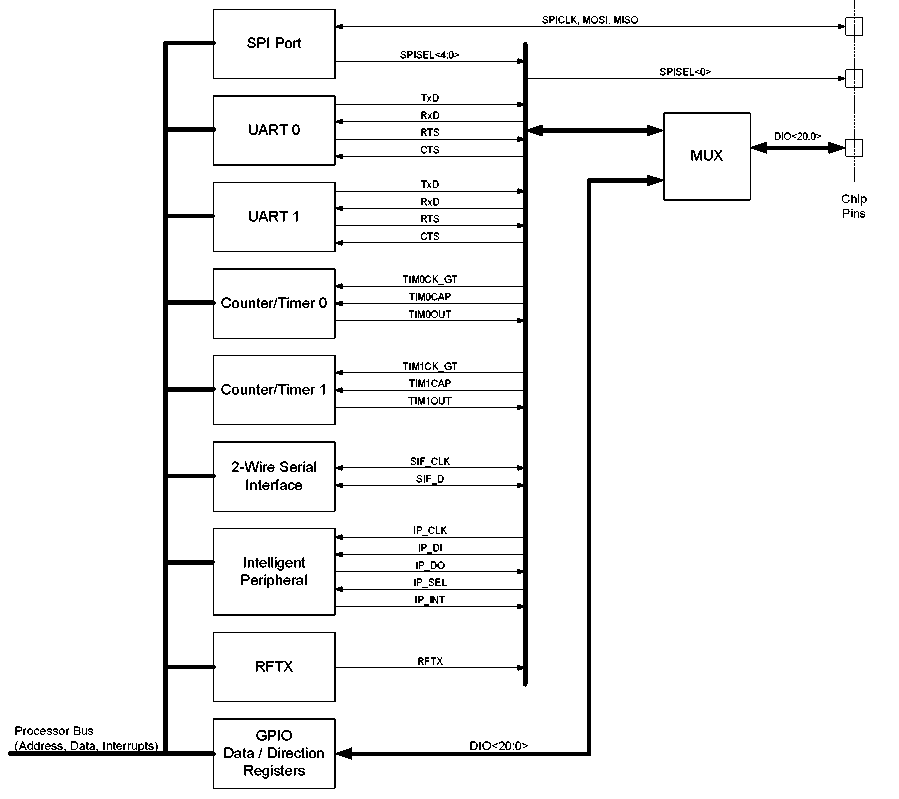 SPI Port
SPICLK, MOSI, MISO
SPISEL<4:0>
SPISEL<0>
UART 0
TxD
RxD
RTS
CTS
MUX
DIO<20:0>
Chip
Pins
UART 1
TxD
RxD
RTS
CTS
Counter/Timer 0
TIM0CK_GT
TIM0CAP
TIM0OUT
Counter/Timer 1
TIM1CK_GT
TIM1CAP
TIM1OUT
2-Wire Serial
Interface
SIF_CLK
SIF_D
Intelligent
Peripheral
IP_CLK
IP_DI
IP_DO
IP_SEL
IP_INT
RFTX
RFTX
Processor Bus
(Address, Data, Interrupts)
GPIO
Data / Direction
Registers
DIO<20:0>